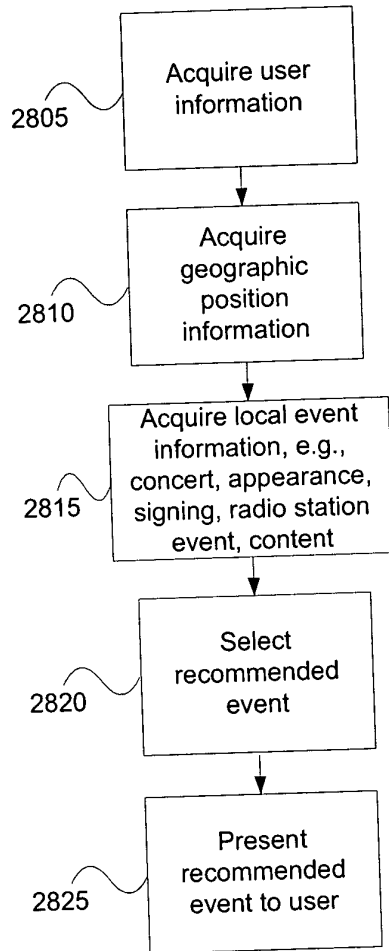 Acquire user
information
2805
Acquire
geographic
position
information
2810
Acquire local event
information, e.g.,
concert, appearance,
signing, radio station
event, content
2815
Select
recommended
event
2820
Present
recommended
event to user
2825